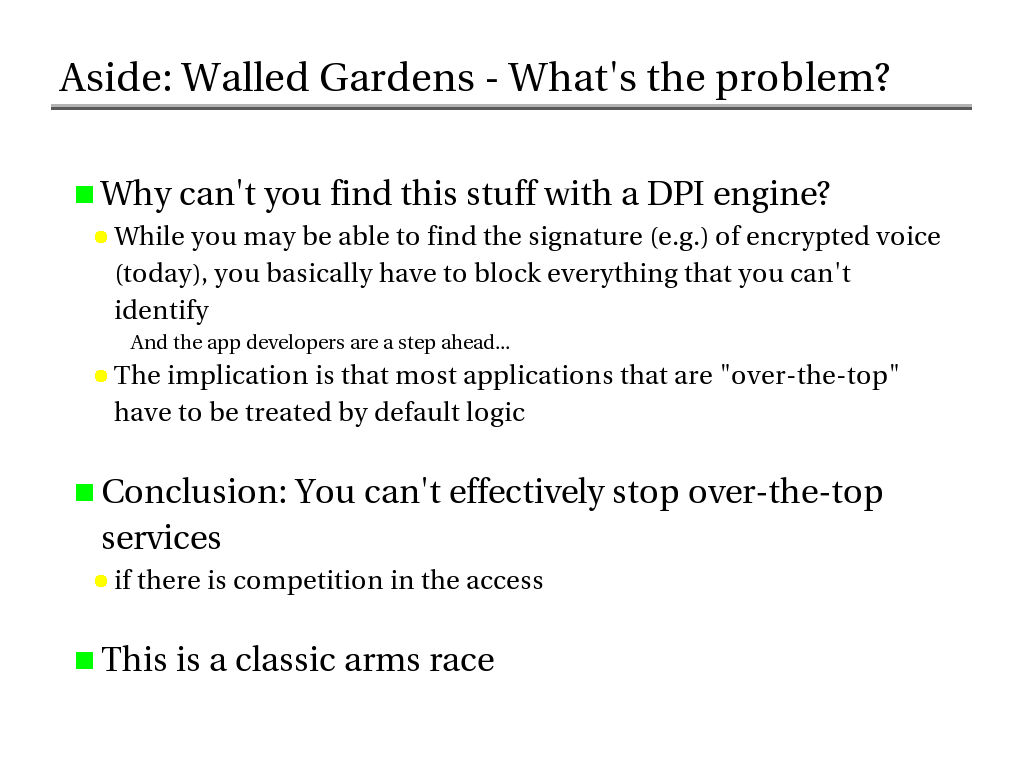 Aside: Walled Gardens - What's the problem?
Why can't you find this stuff with a DPI engine?
While you may be able to find the signature (e.g.) of encrypted voice
(today), you basically have to block everything that you can't
identify
And the app developers are a step ahead...
The implication is that most applications that are "over-the-top"
have to be treated by default logic
Conclusion: You can't effectively stop over-the-top
services
if there is competition in the access
This is a classic arms race